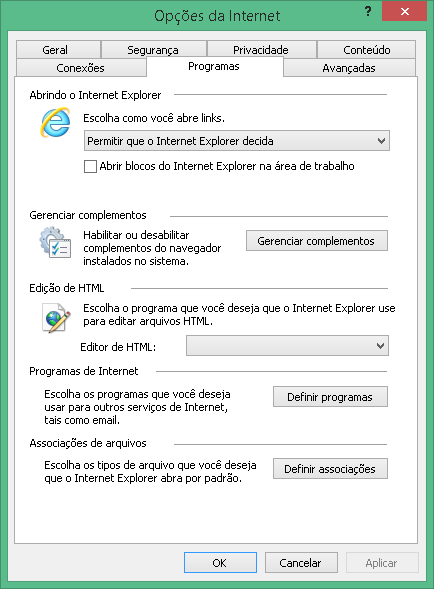 Opções da Internet
?
Geral
Segurança
Privacidade
Conteúdo
Conexões
Programas
Avançadas
Abrindo o Internet Explorer
Escolha como você abre links.
Permitir que o Internet Explorer decida
Abrir blocos do Internet Explorer na área de trabalho
Gerenciar complementos
Habilitar ou desabilitar
complementos do navegador
instalados no sistema.
Gerenciar complementos
Edição de HTML
Escolha o programa que você deseja que o Internet Explorer use
para editar arquivos HTML.
Editor de HTML:
Programas de Internet
Escolha os programas que você deseja
usar para outros serviços de Internet,
tais como email.
Definir programas
Associações de arquivos
Escolha os tipos de arquivo que você deseja
que o Internet Explorer abra por padrão.
Definir associações
OK
Cancelar
Aplicar